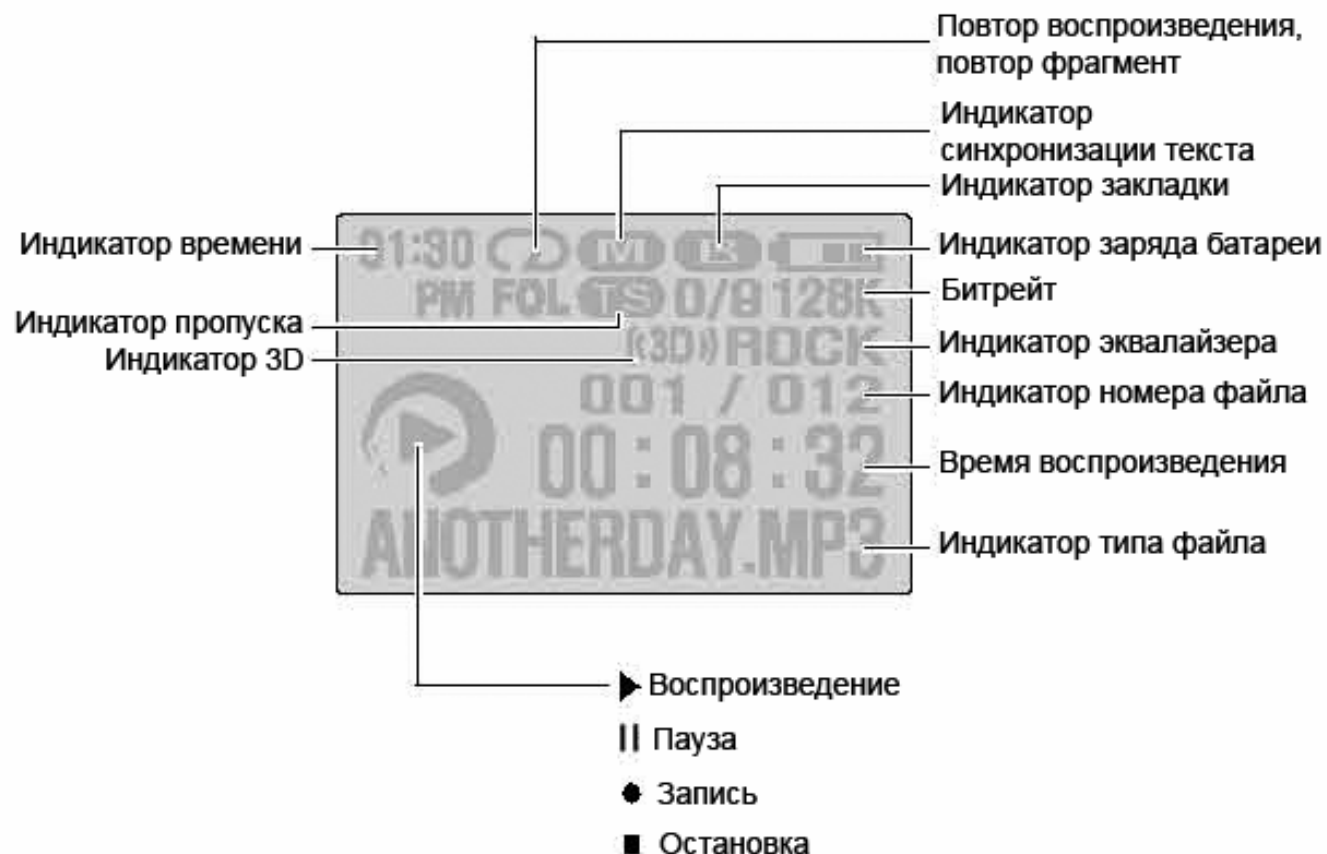 Повтор воспроизведения,
повтор фрагмент
Индикатор
синхронизации текста
Индикатор закладки
Индикатор времени
Индикатор заряда батареи
Битрейт
Индикатор пропуска
Индикатор 3D
Индикатор эквалайзера
Индикатор номера файла
Время воспроизведения
Индикатор типа файла
01:30 M
PM FOL TS 0/9 128K
((3D)) ROCK
001 / 012
00:08:32
ANOTHERDAY.MP3
Воспроизведение
Пауза
Запись
Остановка